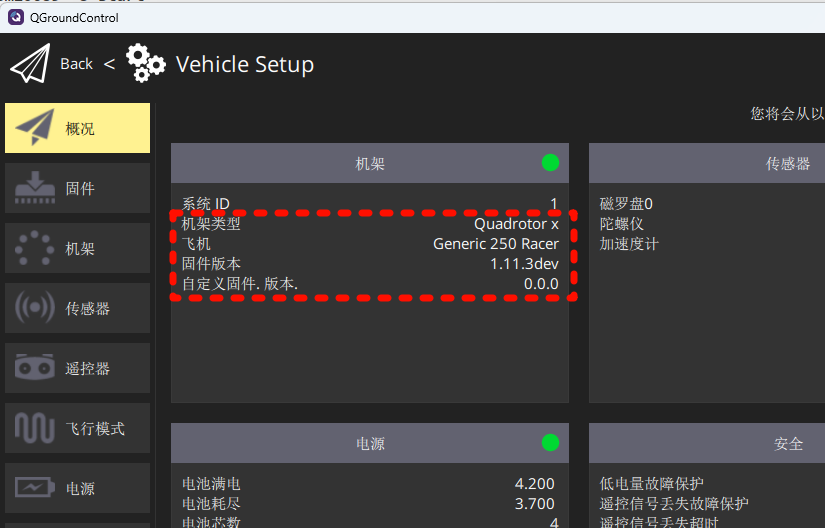 QGroundControl
Back < Vehicle Setup
您将会从以
概况
固件
机架
传感器
遥控器
飞行模式
电源
机架
系统 ID 1
机架类型 Quadrotor x
飞机 Generic 250 Racer
固件版本 1.11.3dev
自定义固件. 版本. 0.0.0
传感器
磁罗盘0
陀螺仪
加速度计
电源
电池满电 4.200
电池耗尽 3.700
电池芯数 4
安全
低电量故障保护
遥控信号丢失故障保护
遥控信号丢失超时